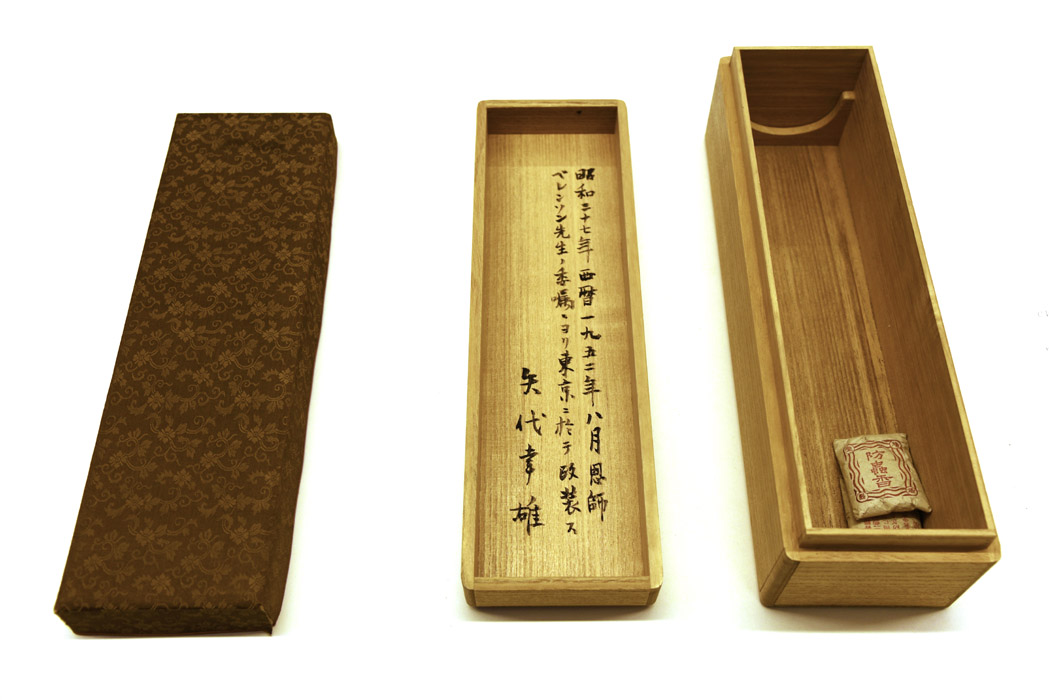 昭和二十七年西暦一九五二年八月恩師
ベレンソン先生ノ委嘱ニヨリ東京ニ於テ改装ス
矢代幸雄
防蟲香